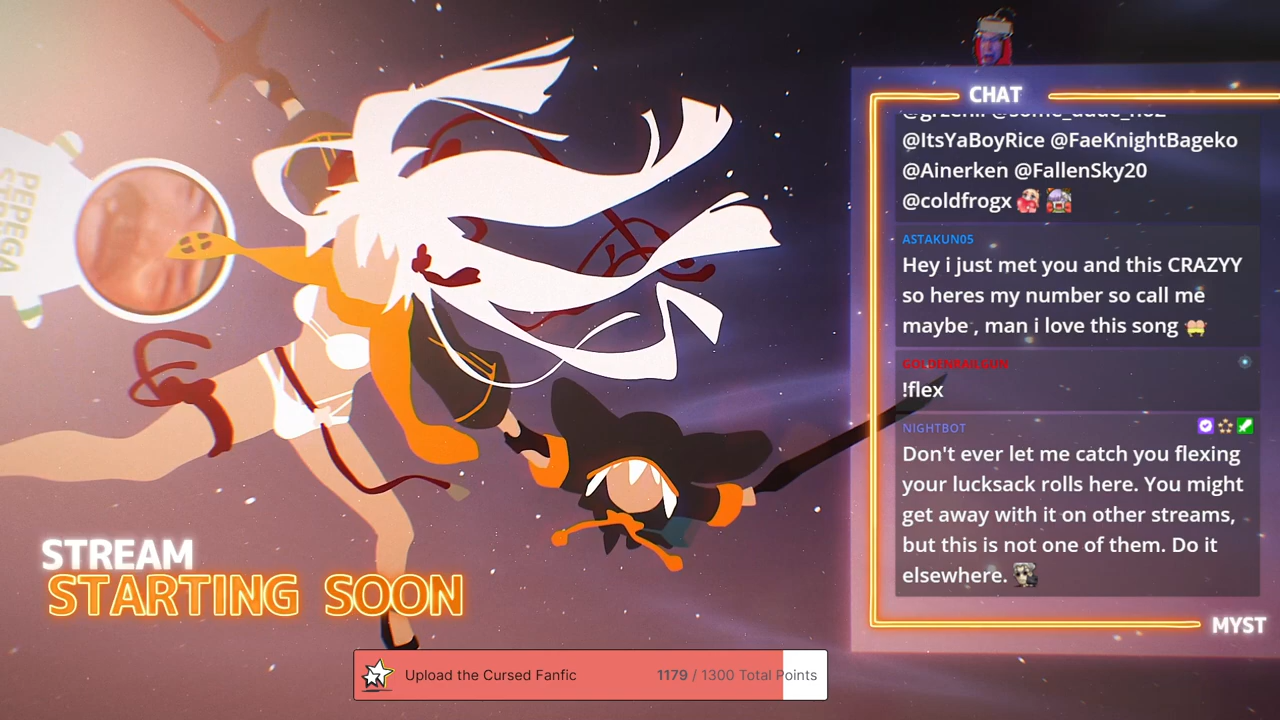 CHAT
@ItsYaBoyRice @FaeKnightBageko
@Ainerken @FallenSky20
@coldfrogx
ASTAKUN05
Hey i just met you and this CRAZYY
so heres my number so call me
maybe , man i love this song
GOLDENRAILGUN
!flex
NIGHTBOT
Don't ever let me catch you flexing
your lucksack rolls here. You might
get away with it on other streams,
but this is not one of them. Do it
elsewhere.
MYST
PEPEGA
STREAM
STARTING SOON
Upload the Cursed Fanfic
1179 / 1300 Total Points